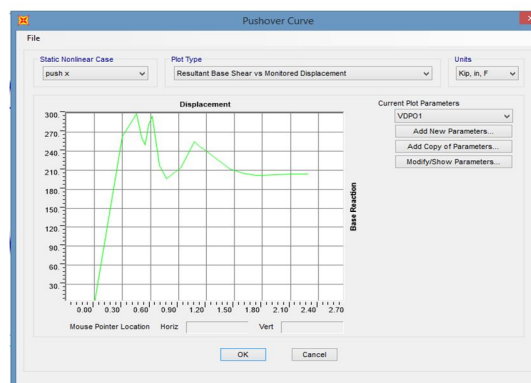 Pushover Curve
File
Static Nonlinear Case
push x
Plot Type
Resultant Base Shear vs Monitored Displacement
Units
Kip, in, F
Displacement
300.
270.
240.
210.
180.
150.
120.
90.
60.
30.
0.00 0.30 0.60 0.90 1.20 1.50 1.80 2.10 2.40 2.70
Base Reaction
Mouse Pointer Location Horiz Vert
Current Plot Parameters
VDPO1
Add New Parameters...
Add Copy of Parameters...
Modify/Show Parameters...
OK Cancel